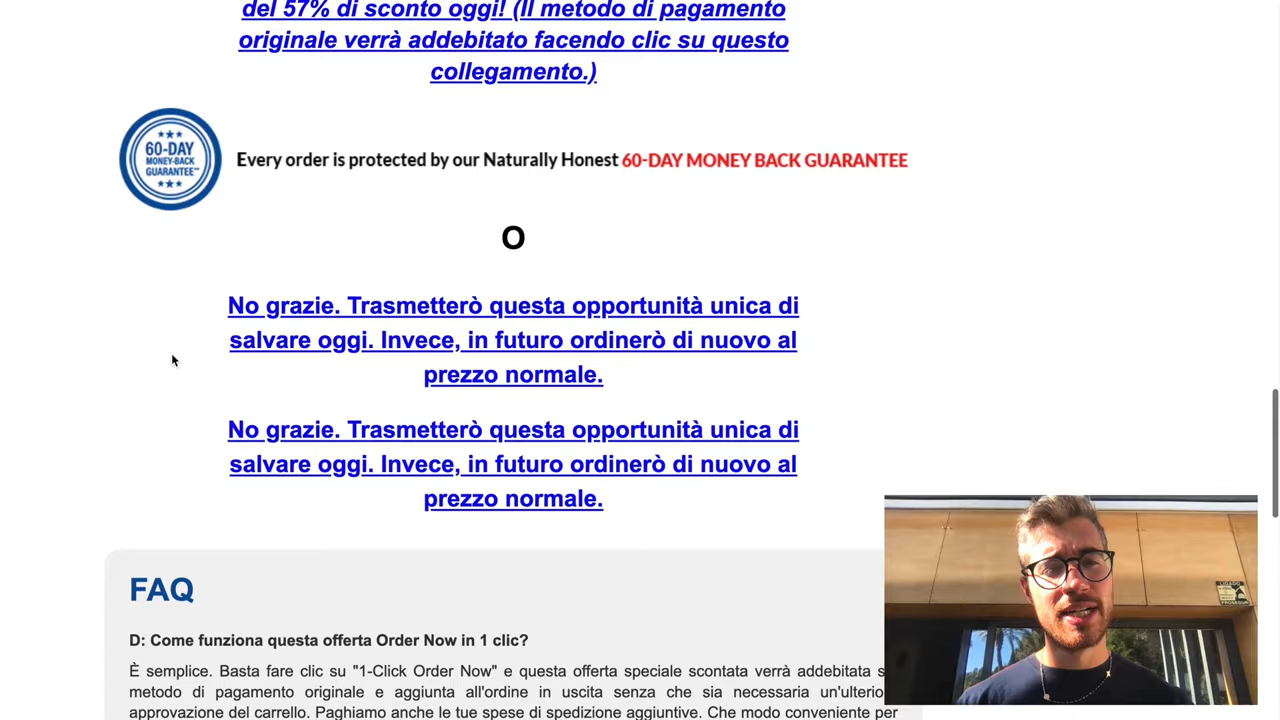 del 57% di sconto oggi! (Il metodo di pagamento
originale verrà addebitato facendo clic su questo
collegamento.)
60-DAY
MONEY-BACK
GUARANTEE
Every order is protected by our Naturally Honest 60-DAY MONEY BACK GUARANTEE
O
No grazie. Trasmetterò questa opportunità unica di
salvare oggi. Invece, in futuro ordinerò di nuovo al
prezzo normale.
No grazie. Trasmetterò questa opportunità unica di
salvare oggi. Invece, in futuro ordinerò di nuovo al
prezzo normale.
FAQ
D: Come funziona questa offerta Order Now in 1 clic?
È semplice. Basta fare clic su "1-Click Order Now" e questa offerta speciale scontata verrà addebitata
metodo di pagamento originale e aggiunta all'ordine in uscita senza che sia necessaria
approvazione del carrello. Paghiamo anche le tue spese di spedizione aggiuntive. Che modo conveniente per